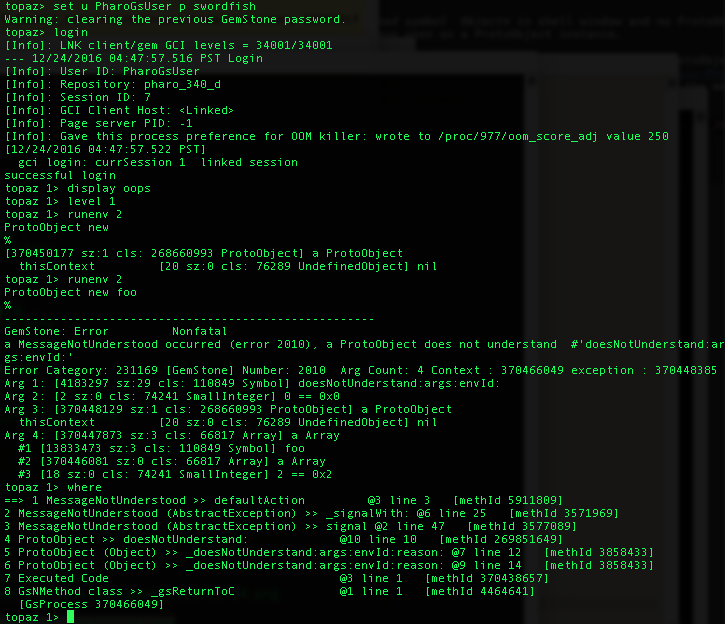 topaz> set u PharoGsUser p swordfish
Warning: clearing the previous GemStone password.
topaz> login
[Info]: LNK client/gem GCI levels = 34001/34001
--- 12/24/2016 04:47:57.516 PST Login
[Info]: User ID: PharoGsUser
[Info]: Repository: pharo_340_d
[Info]: Session ID: 7
[Info]: GCI Client Host: <Linked>
[Info]: Page server PID: -1
[Info]: Gave this process preference for OOM killer: wrote to /proc/977/oom_score_adj value 250
[12/24/2016 04:47:57.522 PST]
  gci login: currSession 1  linked session
successful login
topaz 1> display oops
topaz 1> level 1
topaz 1> runenv 2
ProtoObject new
%
[370450177 sz:1 cls: 268660993 ProtoObject] a ProtoObject
  thisContext          [20 sz:0 cls: 76289 UndefinedObject] nil
topaz 1> runenv 2
ProtoObject new foo
%
-----------------------------------------------------
GemStone: Error         Nonfatal
a MessageNotUnderstood occurred (error 2010), a ProtoObject does not understand  #'doesNotUnderstand:ar
gs:envId:'
Error Category: 231169 [GemStone] Number: 2010  Arg Count: 4 Context : 370466049 exception : 370448385
Arg 1: [4183297 sz:29 cls: 110849 Symbol] doesNotUnderstand:args:envId:
Arg 2: [2 sz:0 cls: 74241 SmallInteger] 0 == 0x0
Arg 3: [370448129 sz:1 cls: 268660993 ProtoObject] a ProtoObject
  thisContext          [20 sz:0 cls: 76289 UndefinedObject] nil
Arg 4: [370447873 sz:3 cls: 66817 Array] a Array
  #1 [13833473 sz:3 cls: 110849 Symbol] foo
  #2 [370446081 sz:0 cls: 66817 Array] a Array
  #3 [18 sz:0 cls: 74241 SmallInteger] 2 == 0x2
topaz 1> where
==> 1 MessageNotUnderstood >> defaultAction         @3 line 3   [methId 5911809]
2 MessageNotUnderstood (AbstractException) >> _signalWith: @6 line 25   [methId 3571969]
3 MessageNotUnderstood (AbstractException) >> signal @2 line 47   [methId 3577089]
4 ProtoObject >> doesNotUnderstand:             @10 line 10   [methId 269851649]
5 ProtoObject (Object) >> _doesNotUnderstand:args:envId:reason: @7 line 12   [methId 3858433]
6 ProtoObject (Object) >> _doesNotUnderstand:args:envId:reason: @9 line 14   [methId 3858433]
7 Executed Code                                 @3 line 1   [methId 370438657]
8 GsNMethod class >> _gsReturnToC               @1 line 1   [methId 4464641]
  [GsProcess 370466049]
topaz 1>